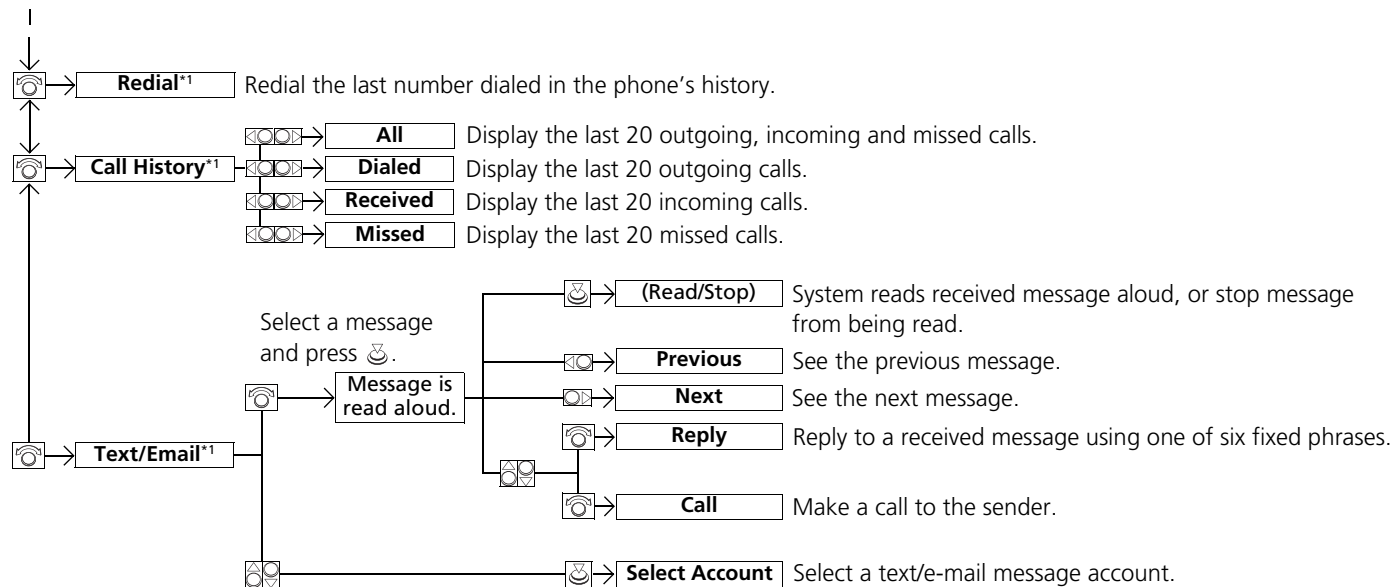 Redial*1 Redial the last number dialed in the phone's history.
Call History*1
All Display the last 20 outgoing, incoming and missed calls.
Dialed Display the last 20 outgoing calls.
Received Display the last 20 incoming calls.
Missed Display the last 20 missed calls.
Text/Email*1
Select a message
and press .
Message is
read aloud.
(Read/Stop) System reads received message aloud, or stop message
from being read.
Previous See the previous message.
Next See the next message.
Reply Reply to a received message using one of six fixed phrases.
Call Make a call to the sender.
Select Account Select a text/e-mail message account.